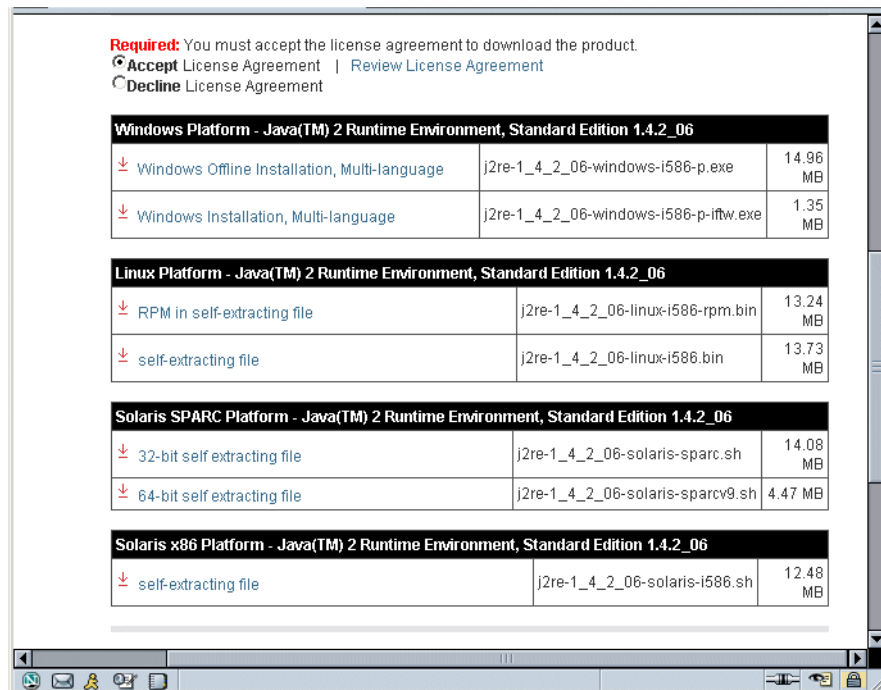 Required: You must accept the license agreement to download the product.
Accept License Agreement | Review License Agreement
Decline License Agreement
Windows Platform - Java(TM) 2 Runtime Environment, Standard Edition 1.4.2_06
Windows Offline Installation, Multi-language j2re-1_4_2_06-windows-i586-p.exe 14.96
MB
Windows Installation, Multi-language j2re-1_4_2_06-windows-i586-p-iftw.exe 1.35
MB
Linux Platform - Java(TM) 2 Runtime Environment, Standard Edition 1.4.2_06
RPM in self-extracting file j2re-1_4_2_06-linux-i586-rpm.bin 13.24
MB
self-extracting file j2re-1_4_2_06-linux-i586.bin 13.73
MB
Solaris SPARC Platform - Java(TM) 2 Runtime Environment, Standard Edition 1.4.2_06
32-bit self extracting file j2re-1_4_2_06-solaris-sparc.sh 14.08
MB
64-bit self extracting file j2re-1_4_2_06-solaris-sparcv9.sh 4.47 MB
Solaris x86 Platform - Java(TM) 2 Runtime Environment, Standard Edition 1.4.2_06
self-extracting file j2re-1_4_2_06-solaris-i586.sh 12.48
MB